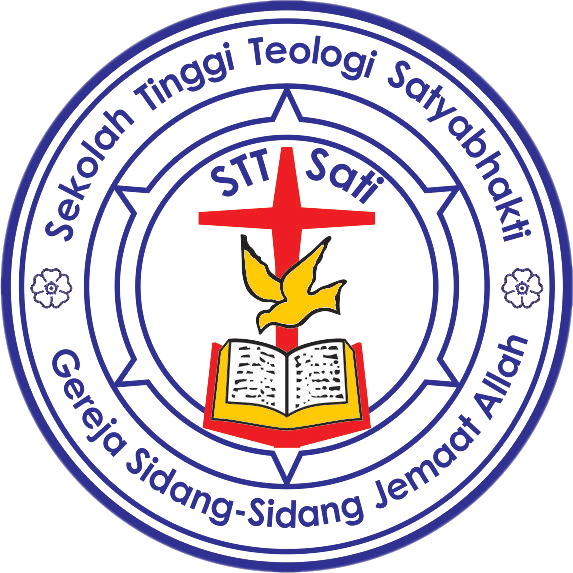 Sekolah Tinggi Teologi Satyabhakti
STT Sati
Gereja Sidang-Sidang Jemaat Allah